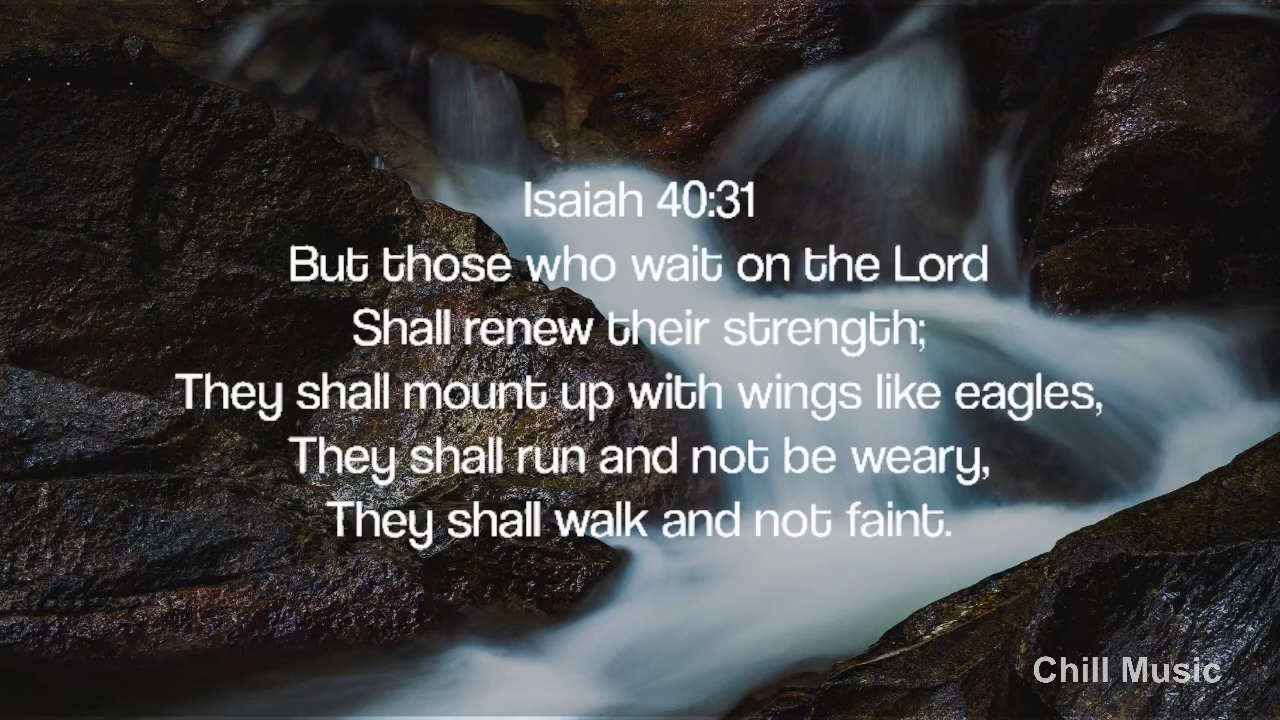 Isaiah 40:31
But those who wait on the Lord
Shall renew their strength;
They shall mount up with wings like eagles,
They shall run and not be weary,
They shall walk and not faint.
Chill Music